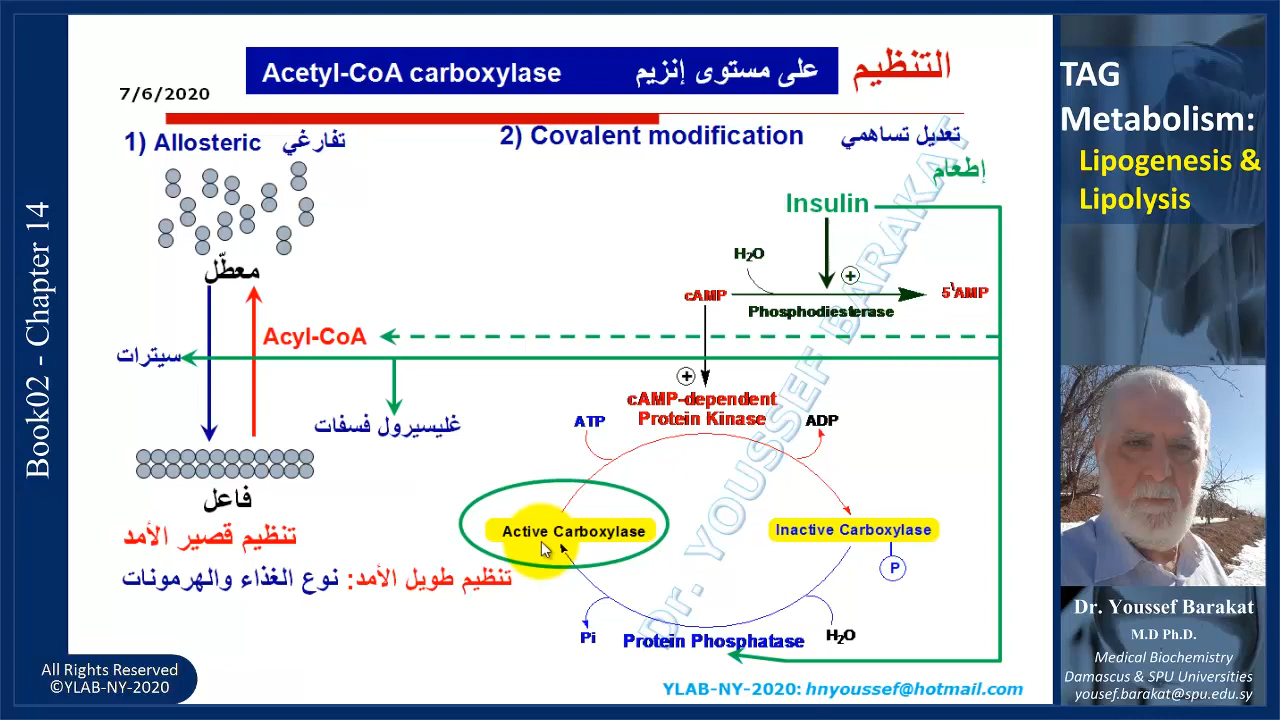 التنظيم على مستوى إنزيم Acetyl-CoA carboxylase
7/6/2020
1) Allosteric تفارغي
2) Covalent modification تعديل تساهمي
إطعام
Insulin
H₂O
+
cAMP
5\AMP
Phosphodiesterase
معطّل
Acyl-CoA
سيترات
غليسيرول فسفات
+
cAMP-dependent
Protein Kinase
ATP
ADP
فاعل
Active Carboxylase
Inactive Carboxylase
P
تنظيم قصير الأمد
تنظيم طويل الأمد: نوع الغذاء والهرمونات
Pi
Protein Phosphatase
H₂O
Dr. YOUSSEF BARAKAT
YLAB-NY-2020: hnyoussef@hotmail.com
Book02 - Chapter 14
All Rights Reserved
©YLAB-NY-2020
TAG
Metabolism:
Lipogenesis &
Lipolysis
Dr. Youssef Barakat
M.D Ph.D.
Medical Biochemistry
Damascus & SPU Universities
yousef.barakat@spu.edu.sy